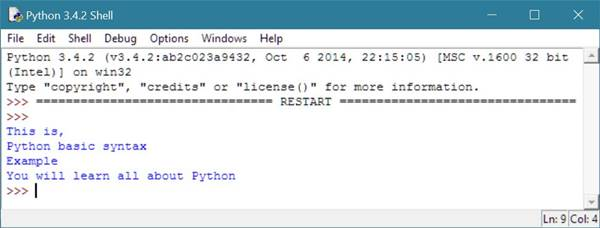 Python 3.4.2 Shell
File Edit Shell Debug Options Windows Help
Python 3.4.2 (v3.4.2:ab2c023a9432, Oct  6 2014, 22:15:05) [MSC v.1600 32 bit
(Intel)] on win32
Type "copyright", "credits" or "license()" for more information.
>>> ================================ RESTART ================================
>>>
This is,
Python basic syntax
Example
You will learn all about Python
>>>
Ln: 9 Col: 4